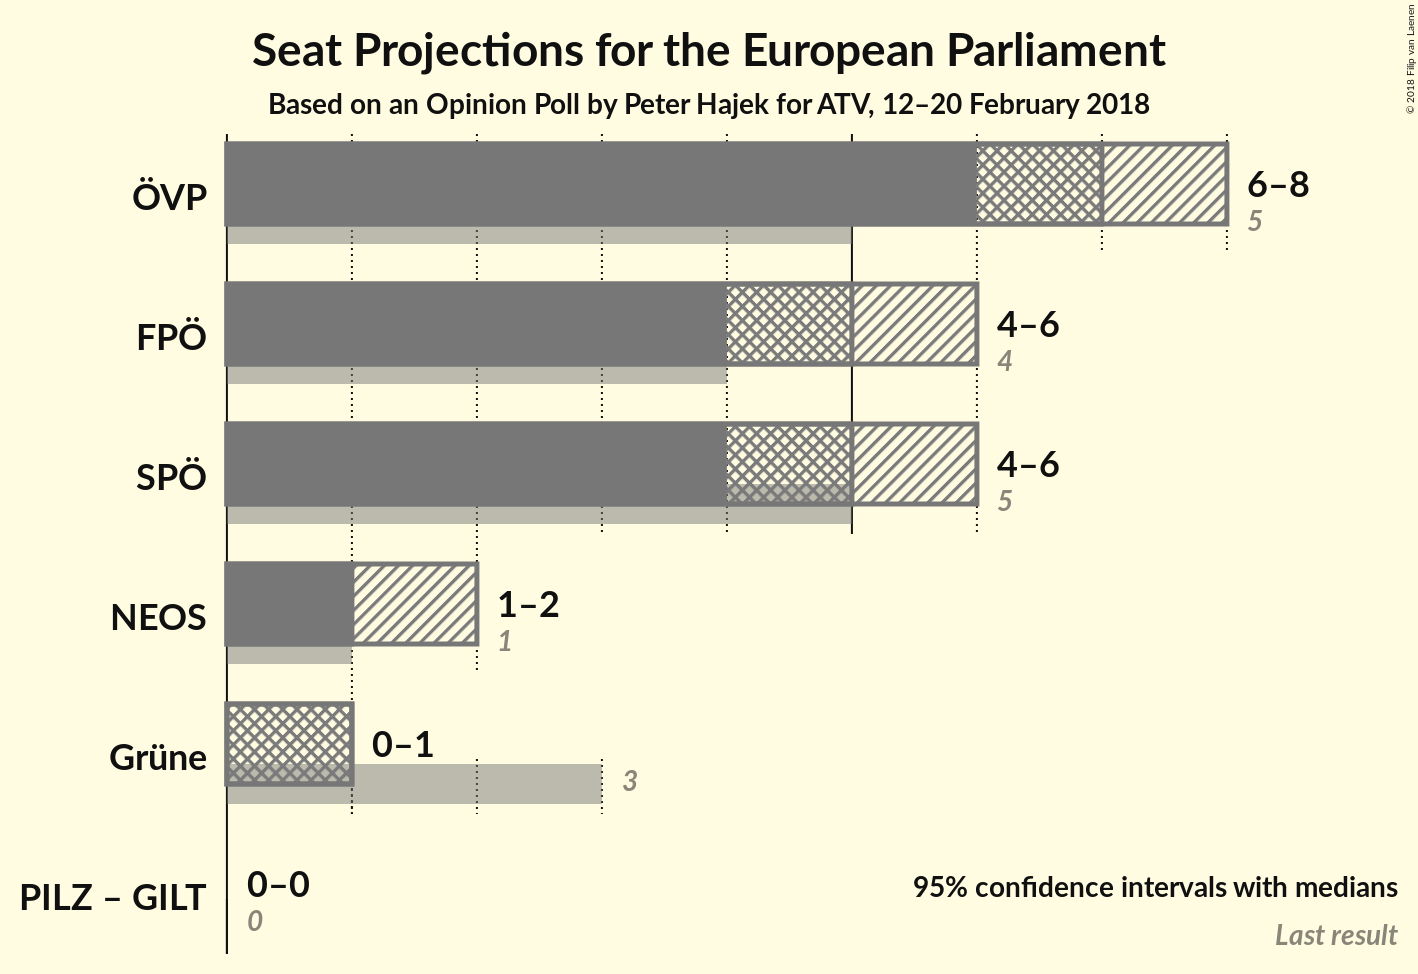 Seat Projections for the European Parliament
Based on an Opinion Poll by Peter Hajek for ATV, 12–20 February 2018
© 2018 Filip van Laenen
ÖVP
6–8
5
FPÖ
4–6
4
SPÖ
4–6
5
NEOS
1–2
1
Grüne
0–1
3
PILZ – GILT
0–0
0
95% confidence intervals with medians
Last result